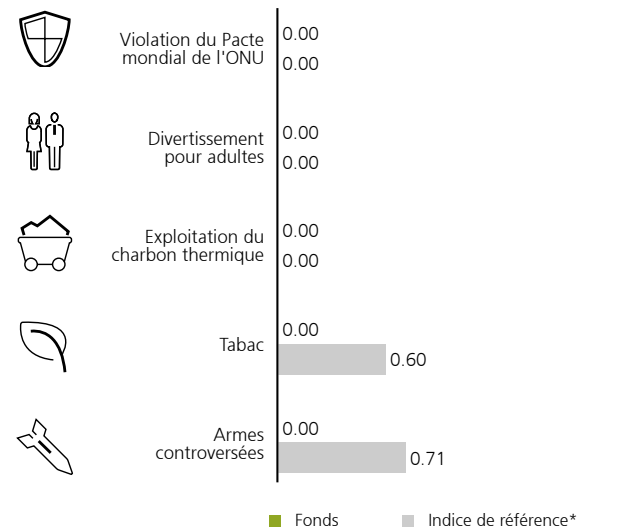 Violation du Pacte
mondial de l'ONU
0.00
0.00
Divertissement
pour adultes
0.00
0.00
Exploitation du
charbon thermique
0.00
0.00
Tabac
0.00
0.60
Armes
controversées
0.00
0.71
Fonds
Indice de référence*